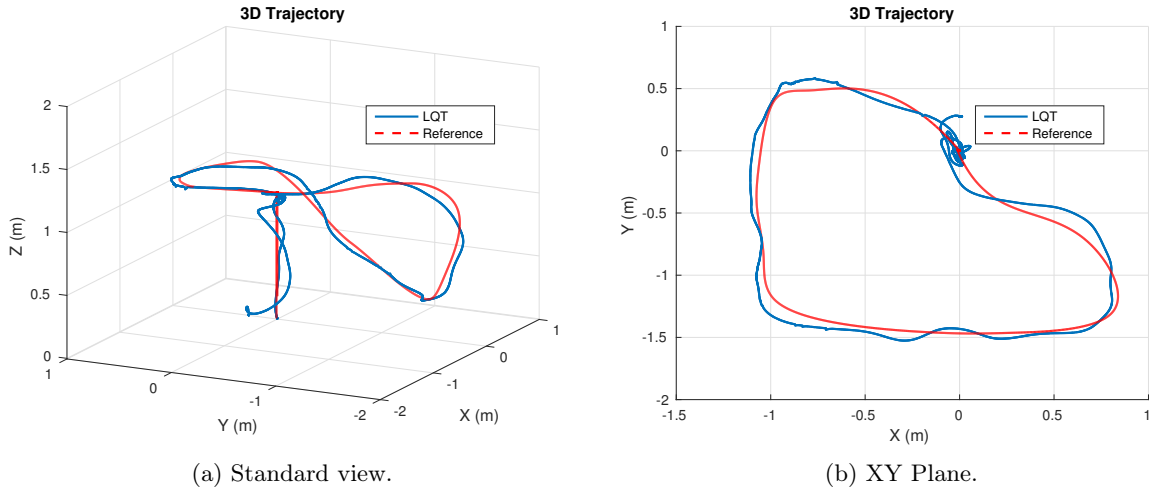 3D Trajectory
2
1.5
1
0.5
0
Z (m)
1
0
-1
-2
Y (m)
-2
-1
0
1
X (m)
LQT
Reference
(a) Standard view.
3D Trajectory
1
0.5
0
-0.5
-1
-1.5
-2
Y (m)
-1.5
-1
-0.5
0
0.5
1
X (m)
LQT
Reference
(b) XY Plane.